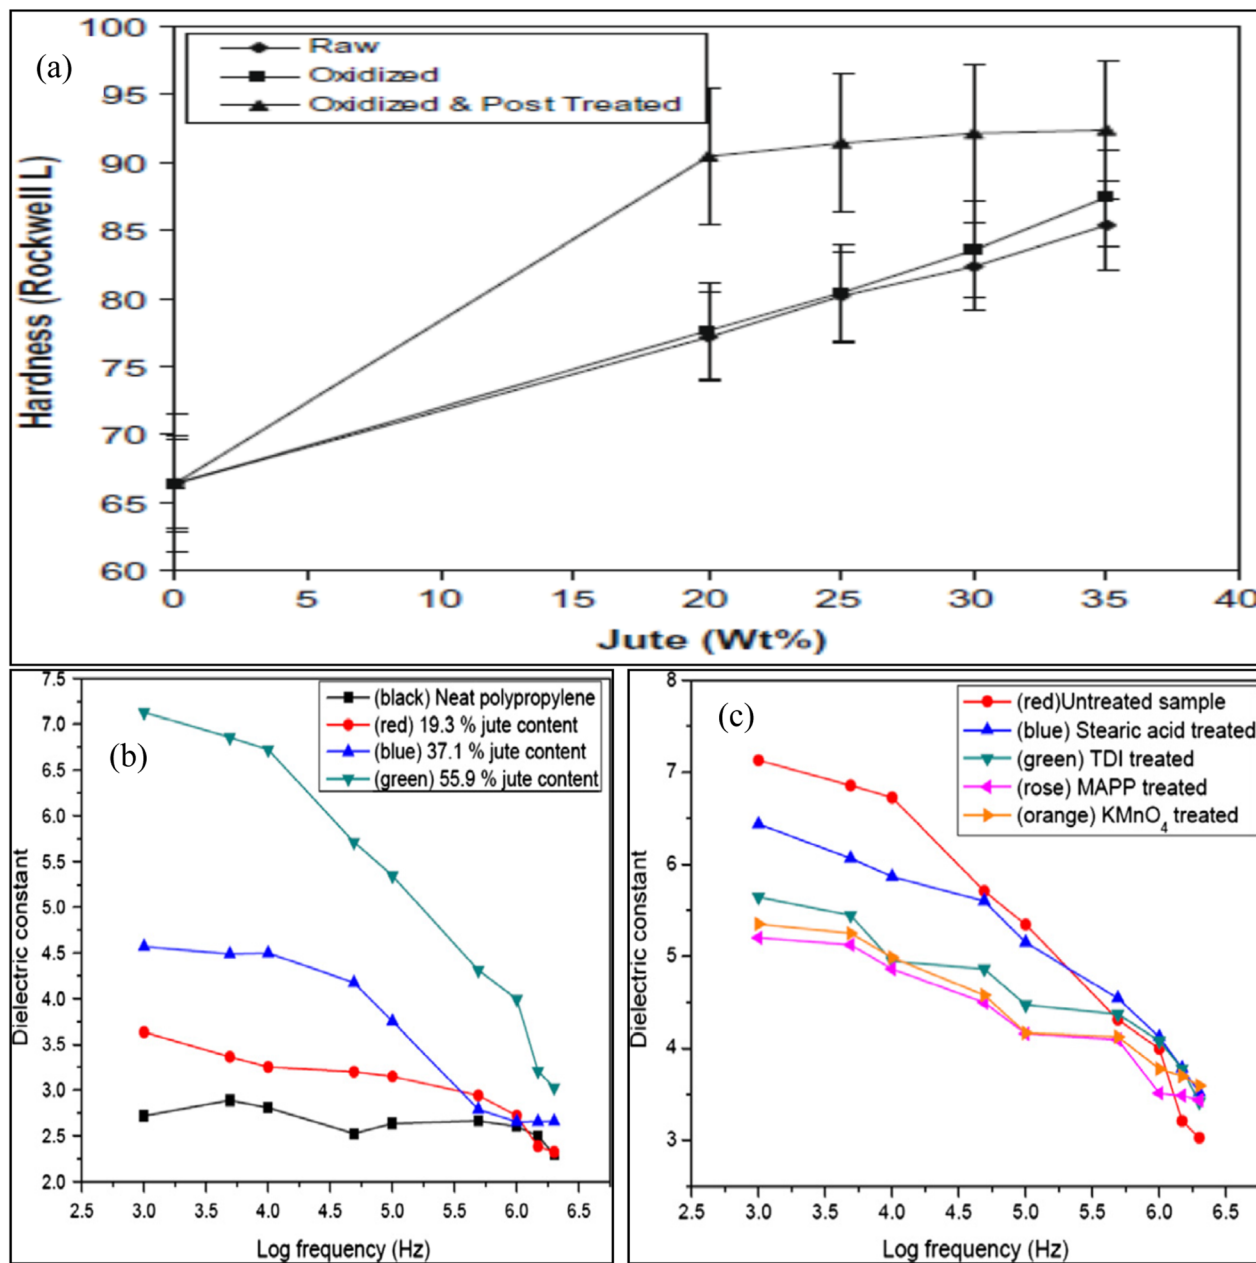 (a)
Raw
Oxidized
Oxidized & Post Treated
Hardness (Rockwell L)
100
95
90
85
80
75
70
65
60
0 5 10 15 20 25 30 35 40
Jute (Wt%)
(b)
(black) Neat polypropylene
(red) 19.3 % jute content
(blue) 37.1 % jute content
(green) 55.9 % jute content
Dielectric constant
7.5
7.0
6.5
6.0
5.5
5.0
4.5
4.0
3.5
3.0
2.5
2.0
2.5 3.0 3.5 4.0 4.5 5.0 5.5 6.0 6.5
Log frequency (Hz)
(c)
(red)Untreated sample
(blue) Stearic acid treated
(green) TDI treated
(rose) MAPP treated
(orange) KMnO4 treated
Dielectric constant
8
7
6
5
4
3
2.5 3.0 3.5 4.0 4.5 5.0 5.5 6.0 6.5
Log frequency (Hz)